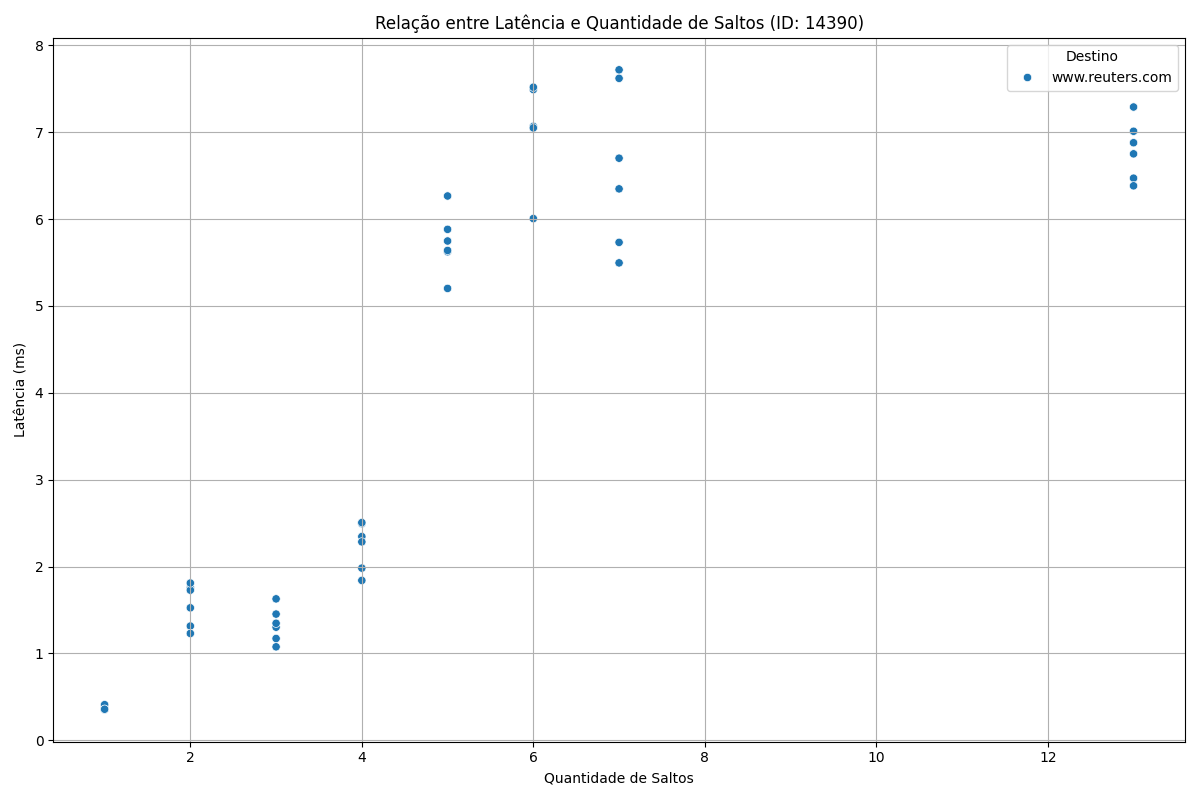 Relação entre Latência e Quantidade de Saltos (ID: 14390)
Destino
www.reuters.com
8
7
6
5
4
3
2
1
0
Latência (ms)
2 4 6 8 10 12
Quantidade de Saltos